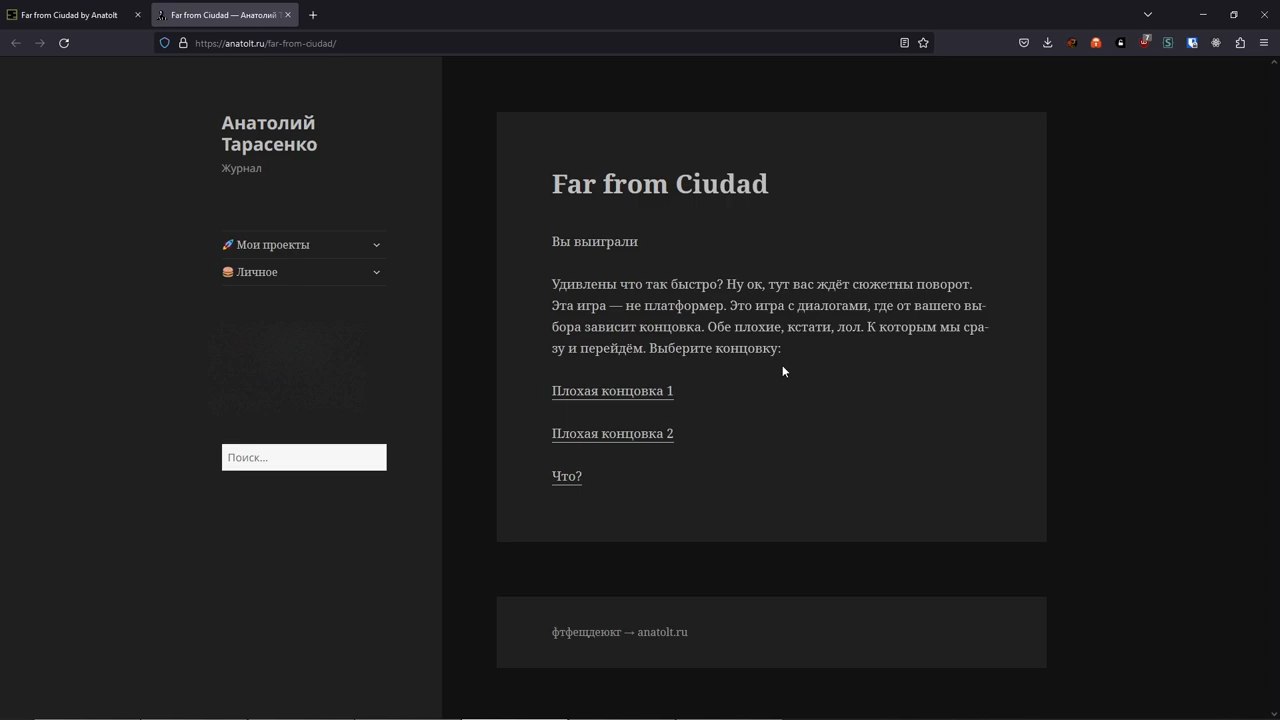 Far from Ciudad by Anatolt
Far from Ciudad — Анатолий Т
https://anatolt.ru/far-from-ciudad/
7
Анатолий
Тарасенко
Журнал
Мои проекты
Личное
Поиск...
Far from Ciudad
Вы выиграли
Удивлены что так быстро? Ну ок, тут вас ждёт сюжетны поворот.
Эта игра — не платформер. Это игра с диалогами, где от вашего вы-
бора зависит концовка. Обе плохие, кстати, лол. К которым мы сра-
зу и перейдём. Выберите концовку:
Плохая концовка 1
Плохая концовка 2
Что?
фтфещдеюкг → anatolt.ru